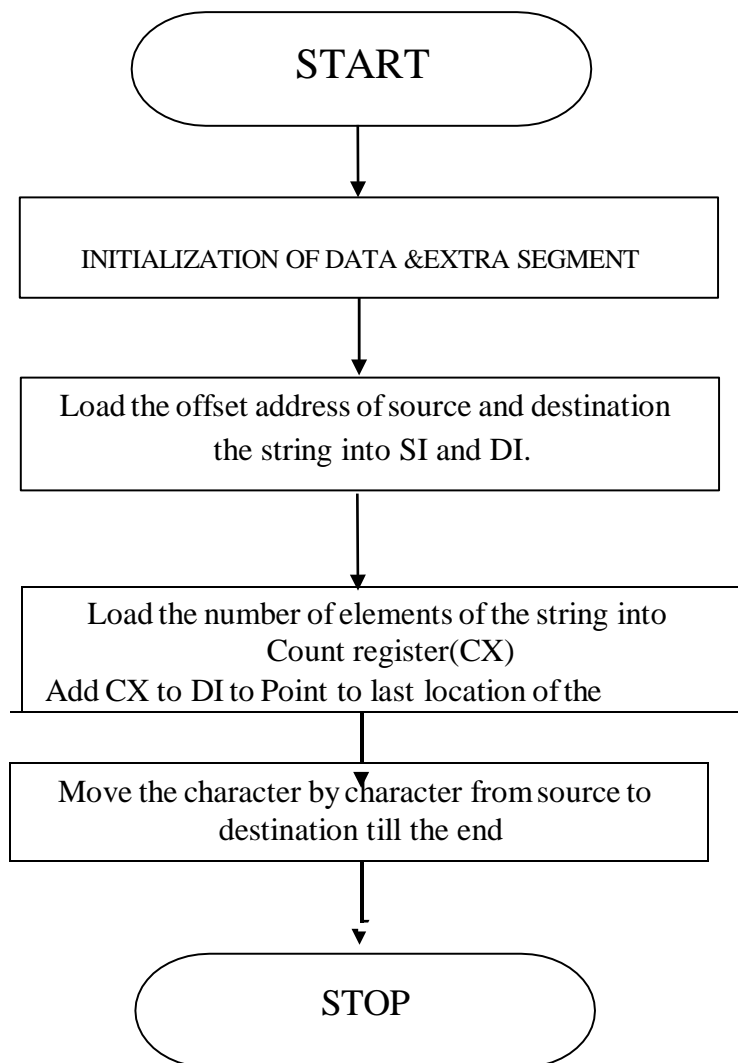 START
INITIALIZATION OF DATA &EXTRA SEGMENT
Load the offset address of source and destination
the string into SI and DI.
Load the number of elements of the string into
Count register(CX)
Add CX to DI to Point to last location of the
Move the character by character from source to
destination till the end
STOP